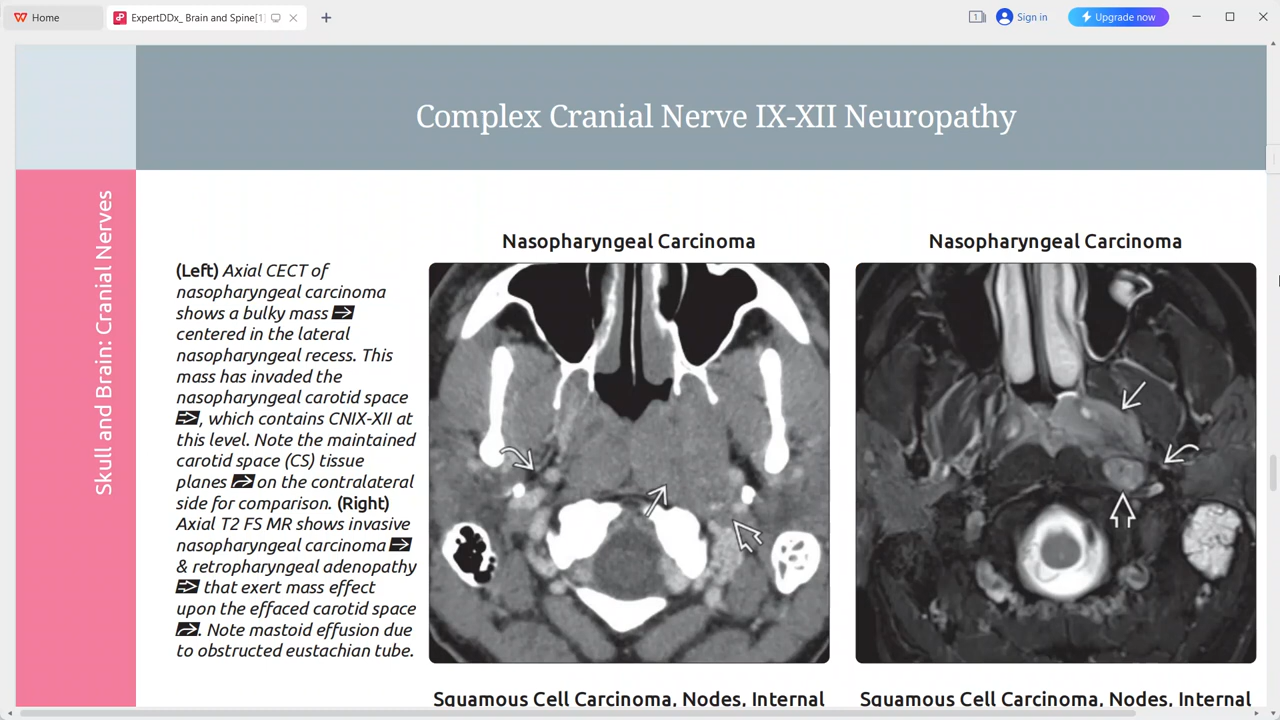 Home
ExpertDDx_ Brain and Spine[1]
1
Sign in
Upgrade now
Complex Cranial Nerve IX-XII Neuropathy
Skull and Brain: Cranial Nerves
(Left) Axial CECT of
nasopharyngeal carcinoma
shows a bulky mass
centered in the lateral
nasopharyngeal recess. This
mass has invaded the
nasopharyngeal carotid space
, which contains CNIX-XII at
this level. Note the maintained
carotid space (CS) tissue
planes on the contralateral
side for comparison. (Right)
Axial T2 FS MR shows invasive
nasopharyngeal carcinoma
& retropharyngeal adenopathy
that exert mass effect
upon the effaced carotid space
. Note mastoid effusion due
to obstructed eustachian tube.
Nasopharyngeal Carcinoma
Nasopharyngeal Carcinoma
Squamous Cell Carcinoma, Nodes, Internal
Squamous Cell Carcinoma, Nodes, Internal